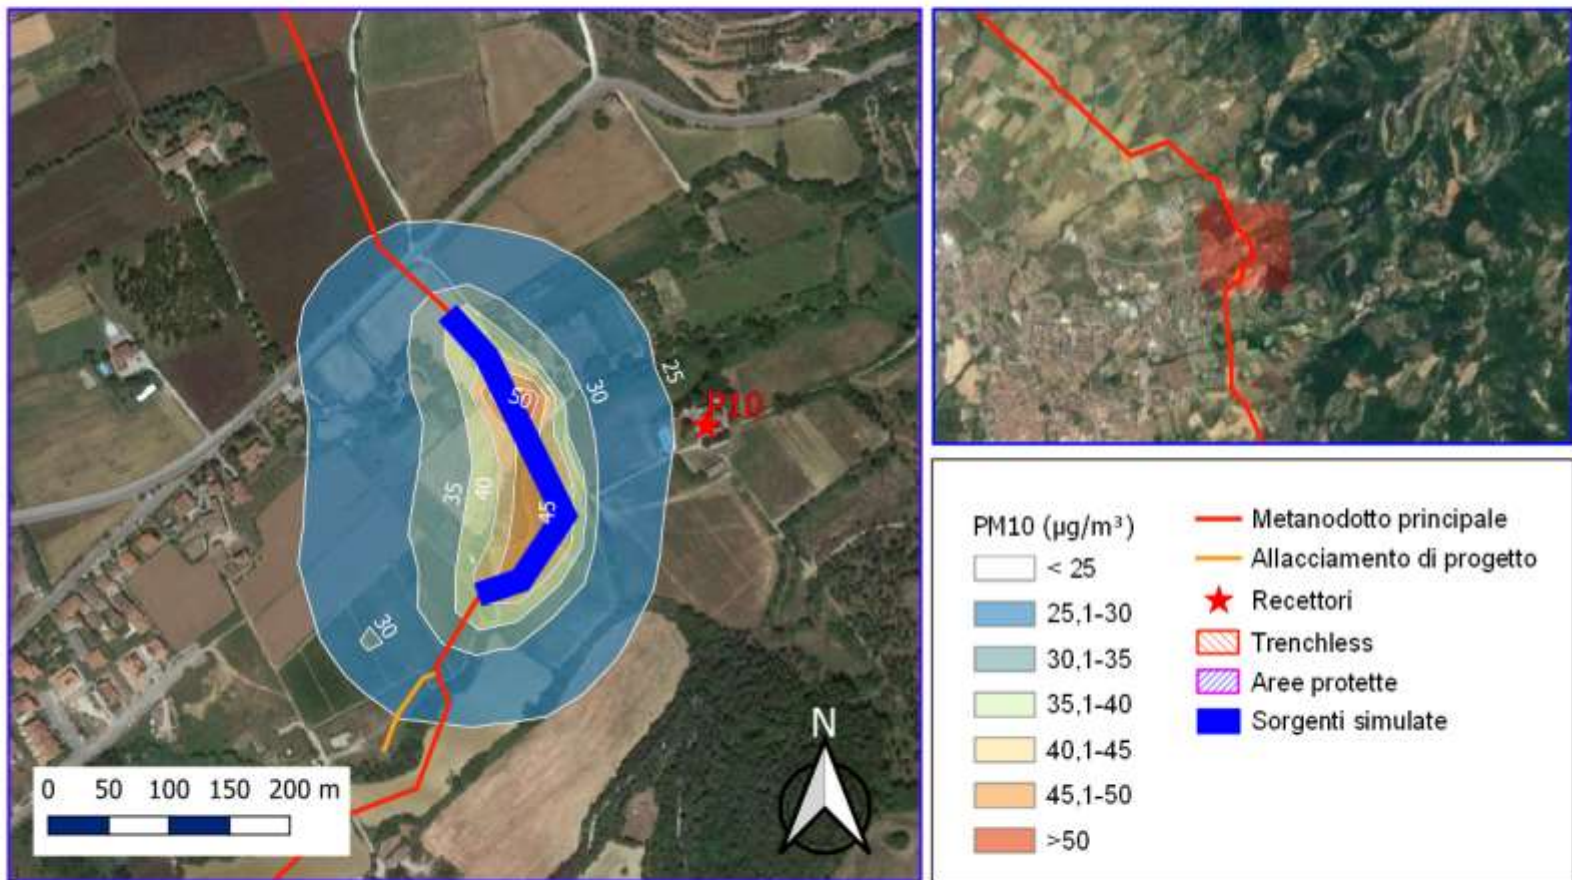 25
30
P10
50
35
40
45
30
0 50 100 150 200 m
N
PM10 (µg/m³)
< 25
25,1-30
30,1-35
35,1-40
40,1-45
45,1-50
>50
Metanodotto principale
Allacciamento di progetto
Recettori
Trenchless
Aree protette
Sorgenti simulate